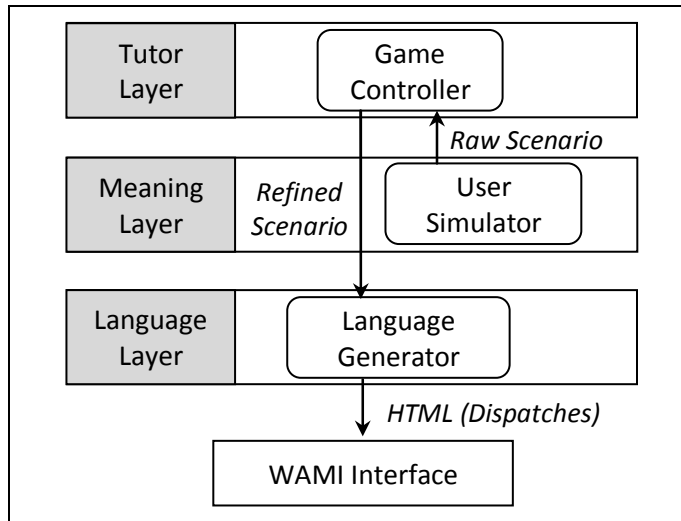 Tutor
Layer
Game
Controller
Raw Scenario
Meaning
Layer
Refined
Scenario
User
Simulator
Language
Layer
Language
Generator
HTML (Dispatches)
WAMI Interface